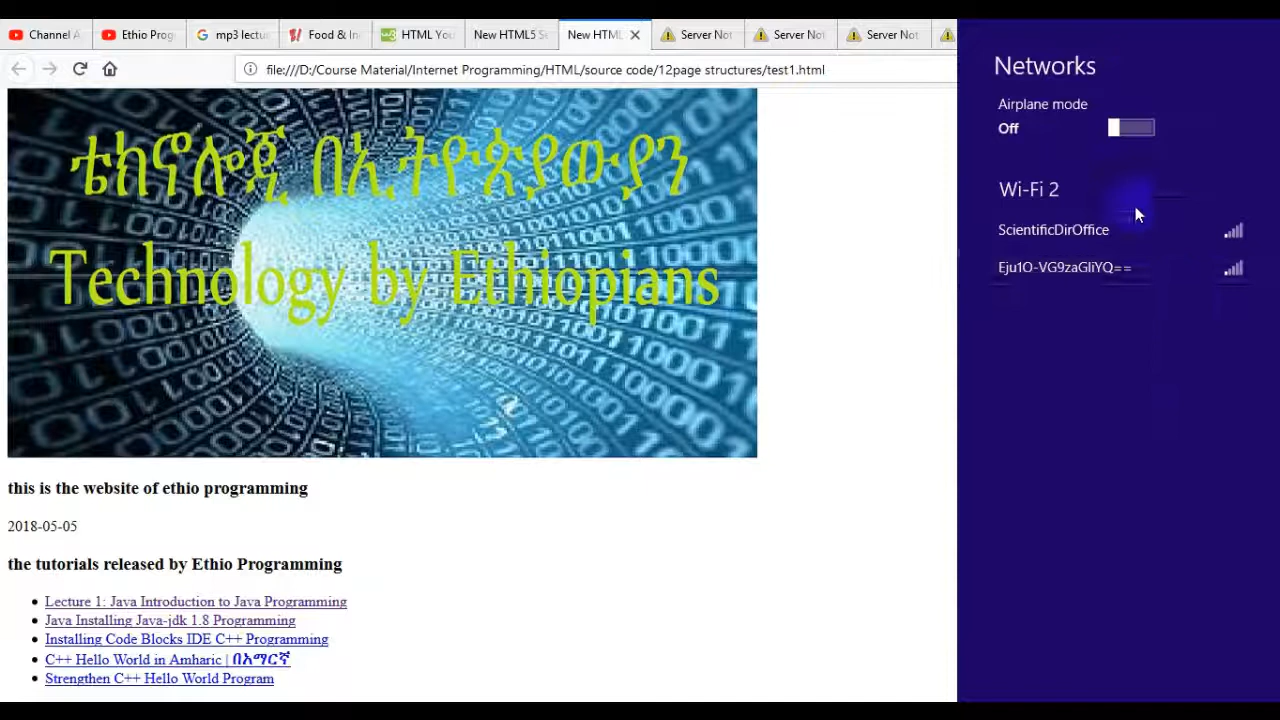 Channel A
Ethio Prog
mp3 lectu
Food & In
HTML You
New HTML5 S
New HTML
Server Not
Server Not
Server Not
file:///D:/Course Material/Internet Programming/HTML/source code/12page structures/test1.html
ቴክኖሎጂ በኢትዮጵያውያን
Technology by Ethiopians
this is the website of ethio programming
2018-05-05
the tutorials released by Ethio Programming
Lecture 1: Java Introduction to Java Programming
Java Installing Java-jdk 1.8 Programming
Installing Code Blocks IDE C++ Programming
C++ Hello World in Amharic | በአማርኛ
Strengthen C++ Hello World Program
Networks
Airplane mode
Off
Wi-Fi 2
ScientificDirOffice
Eju1O-VG9zaGliYQ==